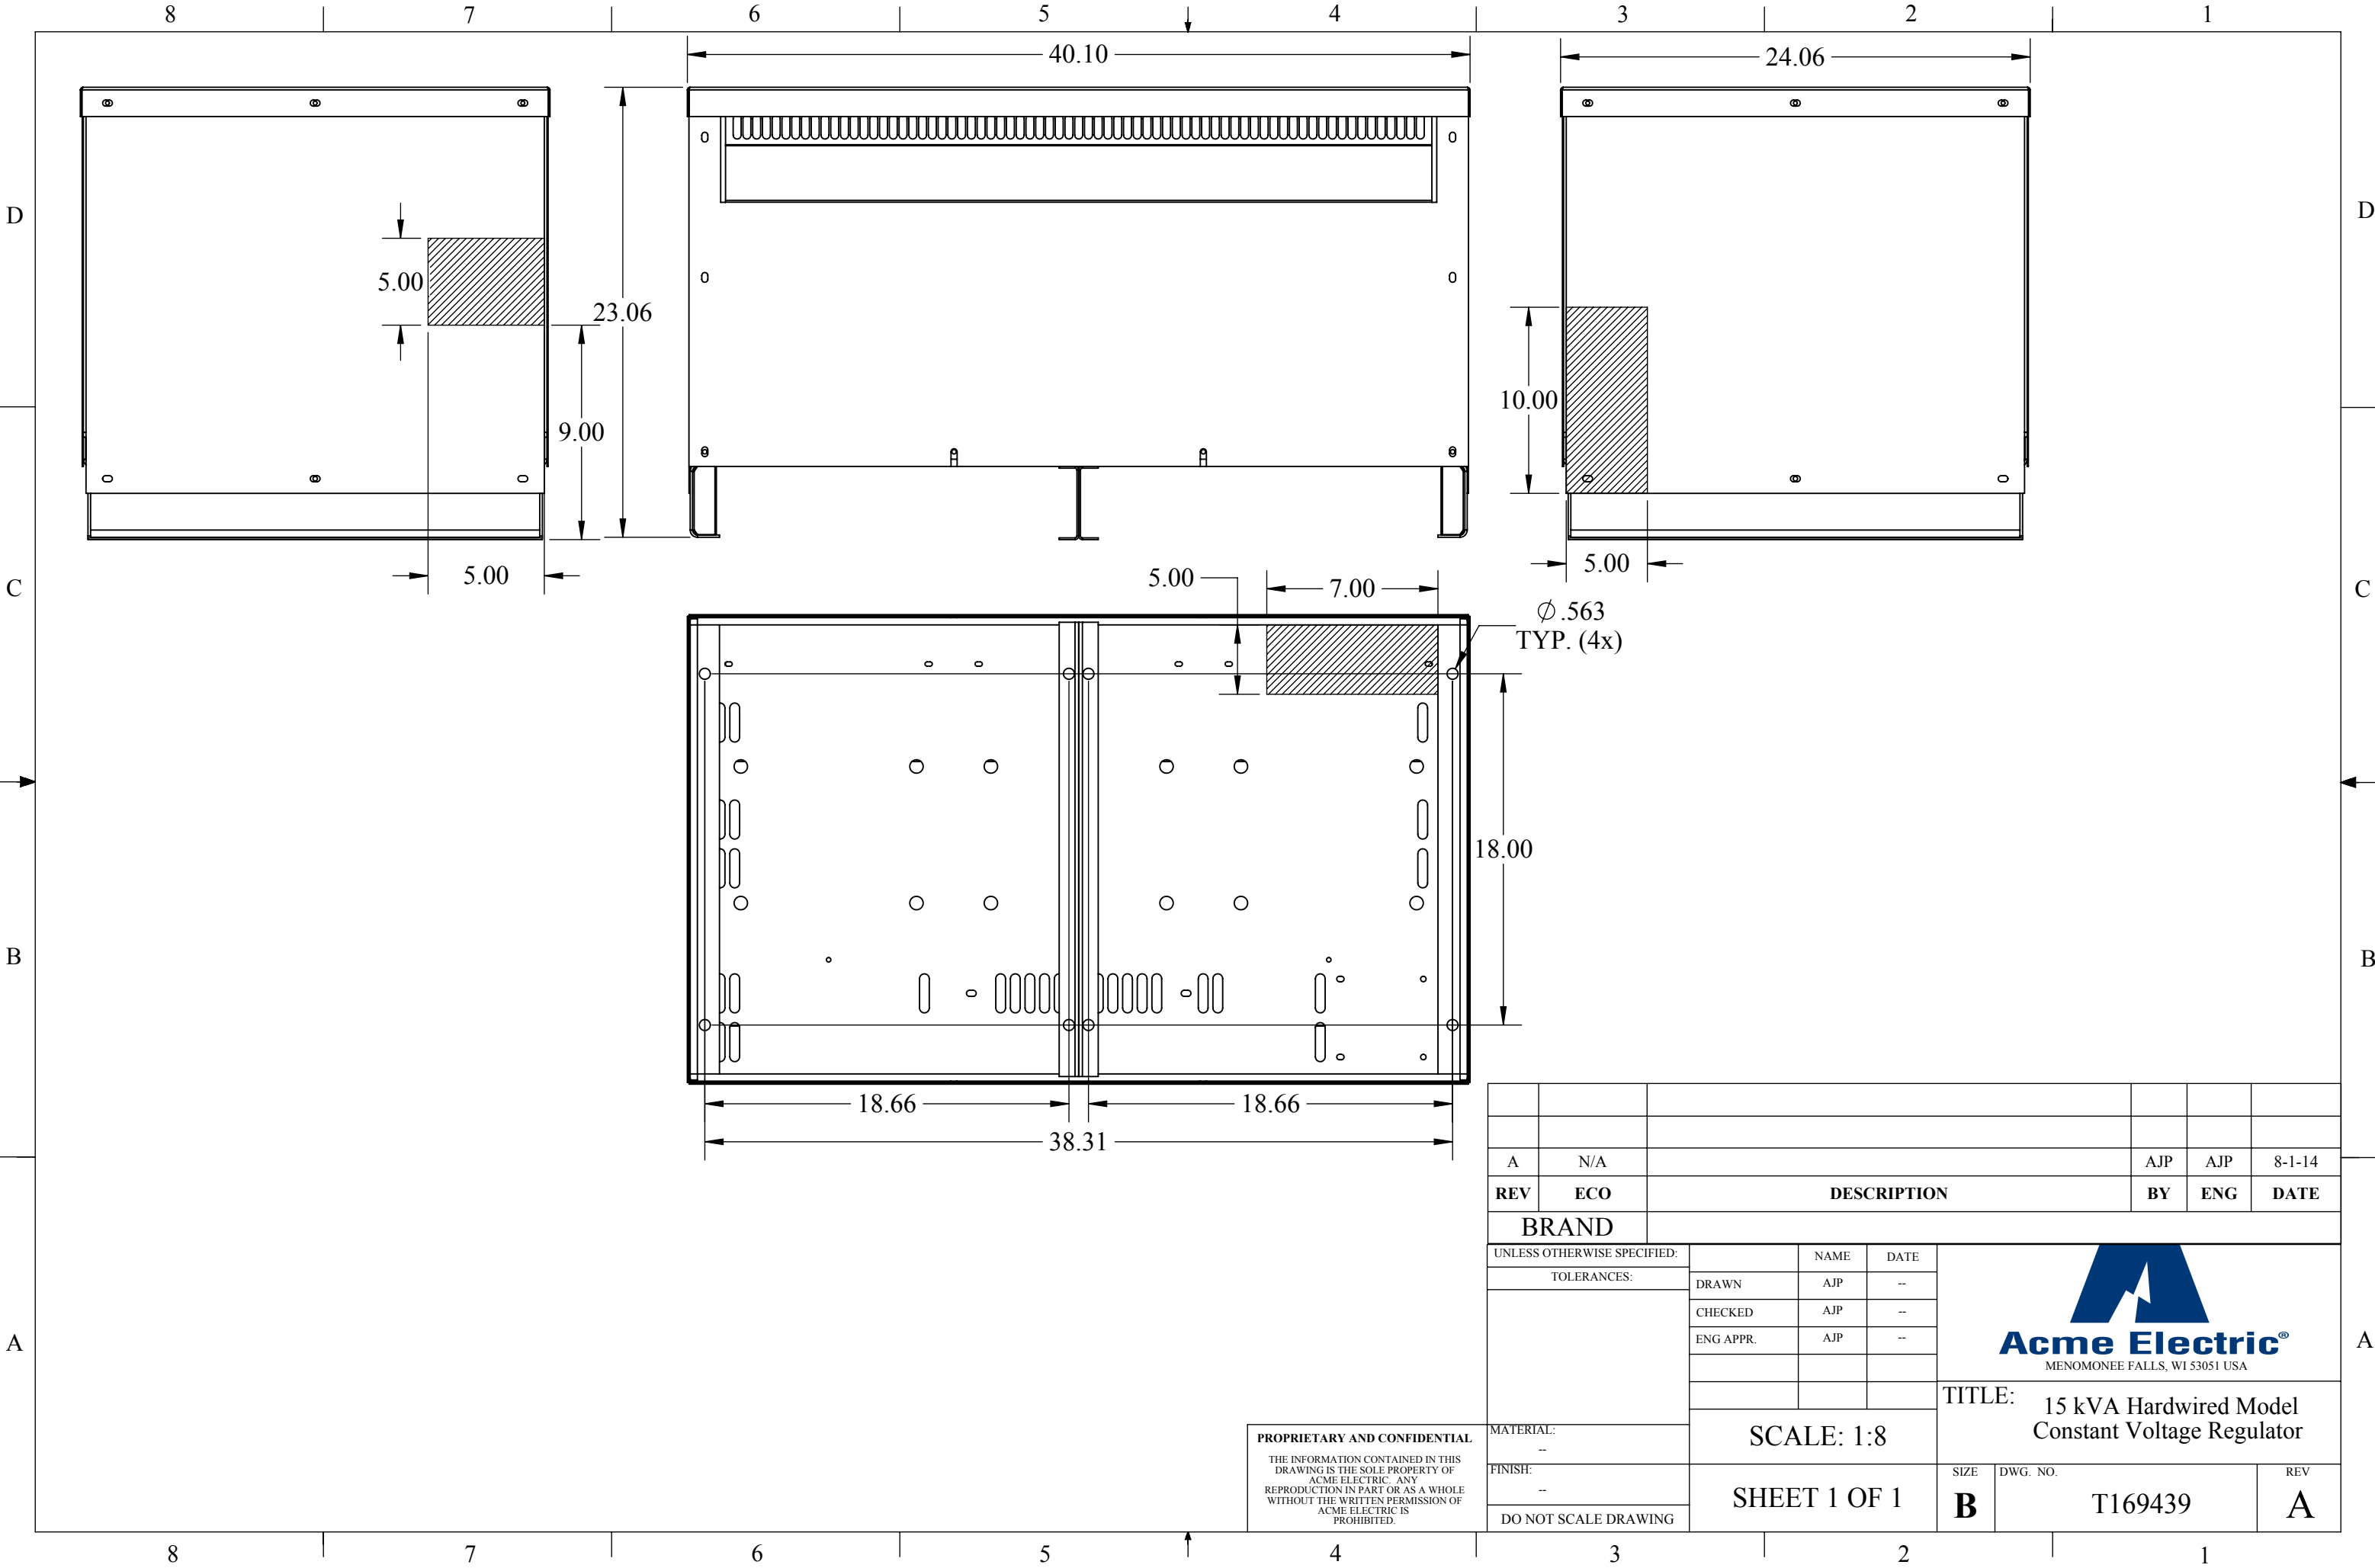 8 7 6 5 4 3 2 1
40.10
24.06
D
D
5.00
23.06
9.00
10.00
5.00
5.00
5.00
7.00
C
C
∅ .563
TYP. (4x)
18.00
B
B
18.66
18.66
38.31
A N/A AJP AJP 8-1-14
REV ECO DESCRIPTION BY ENG DATE
BRAND
UNLESS OTHERWISE SPECIFIED:
TOLERANCES:
NAME DATE
DRAWN AJP --
CHECKED AJP --
ENG APPR. AJP --
A
A
Acme Electric®
MENOMONEE FALLS, WI 53051 USA
TITLE:
15 kVA Hardwired Model
Constant Voltage Regulator
PROPRIETARY AND CONFIDENTIAL
THE INFORMATION CONTAINED IN THIS
DRAWING IS THE SOLE PROPERTY OF
ACME ELECTRIC. ANY
REPRODUCTION IN PART OR AS A WHOLE
WITHOUT THE WRITTEN PERMISSION OF
ACME ELECTRIC IS
PROHIBITED.
MATERIAL:
--
FINISH:
--
DO NOT SCALE DRAWING
SCALE: 1:8
SHEET 1 OF 1
SIZE
B
DWG. NO.
T169439
REV
A
8 7 6 5 4 3 2 1